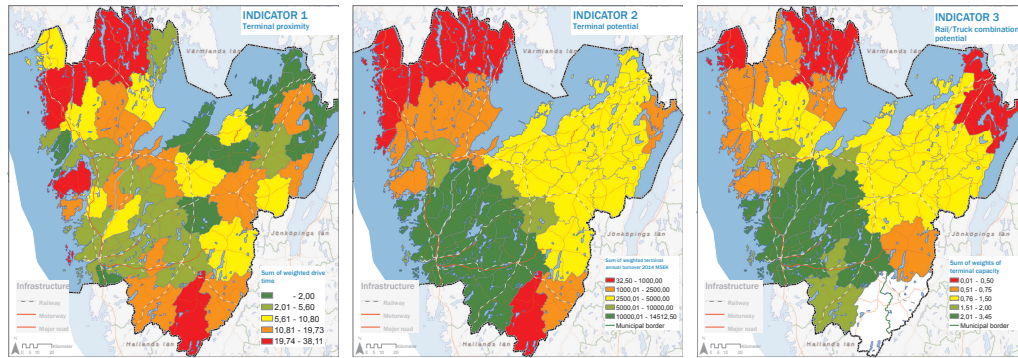 INDICATOR 1
Terminal proximity
Värmlands län
Jönköpings län
Hallands län
Sum of weighted drive
time
- 2,00
2,01 - 5,60
5,61 - 10,80
10,81 - 19,73
19,74 - 38,11
Infrastructure
Railway
Motorway
Major road
Kilometer
INDICATOR 2
Terminal potential
Värmlands län
Jönköpings län
Hallands län
Sum of weighted terminal
annual turnover 2014 MSEK
32,50 - 1000,00
1000,01 - 2500,00
2500,01 - 5000,00
5000,01 - 10000,00
10000,01 - 14512,50
Municipal border
Infrastructure
Railway
Motorway
Major road
Kilometer
INDICATOR 3
Rail/Truck combination
potential
Värmlands län
Jönköpings län
Hallands län
Sum of weights of
terminal capacity
0,01 - 0,50
0,51 - 0,75
0,76 - 1,50
1,51 - 2,00
2,01 - 3,45
Municipal border
Infrastructure
Railway
Motorway
Major road
Kilometer